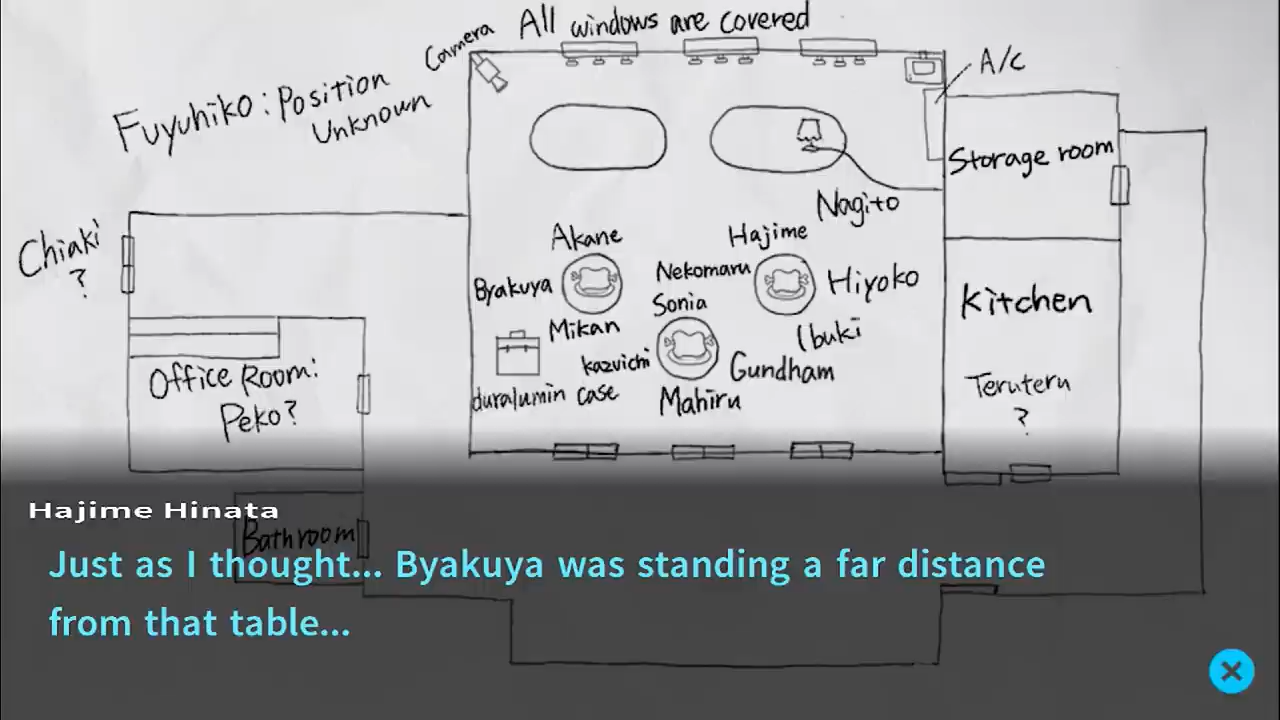 All windows are covered
Camera
A/C
Fuyuhiko: Position
Unknown
Storage room
Nagito
Chiaki
?
Akane
Hajime
Byakuya
Nekomaru
Hiyoko
Sonia
Kitchen
Mikan
Ibuki
kazuichi
Gundham
Office Room:
Peko?
Teruteru
?
duralumin case
Mahiru
Hajime Hinata
Bathroom
Just as I thought... Byakuya was standing a far distance
from that table...